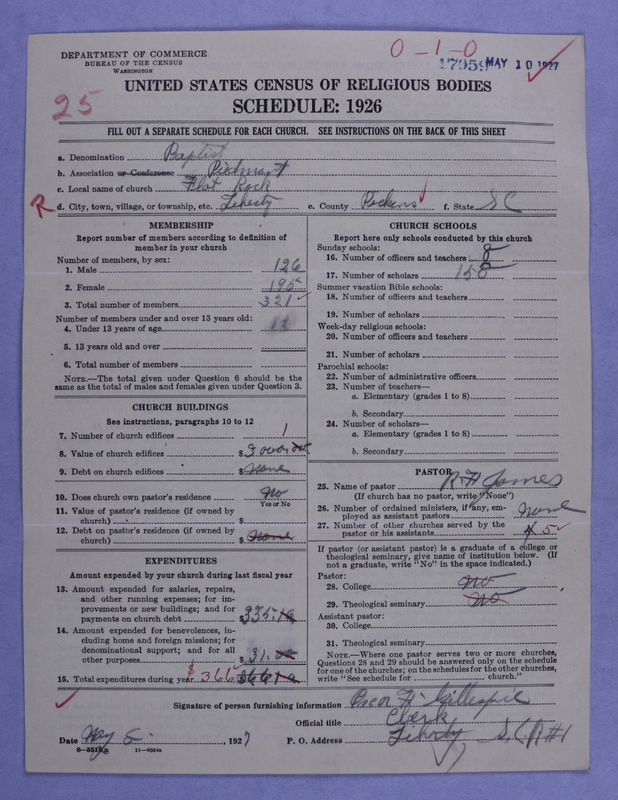 DEPARTMENT OF COMMERCE
BUREAU OF THE CENSUS
WASHINGTON
0-1-0
17959 MAY 10 1927
25
UNITED STATES CENSUS OF RELIGIOUS BODIES
SCHEDULE: 1926
FILL OUT A SEPARATE SCHEDULE FOR EACH CHURCH. SEE INSTRUCTIONS ON THE BACK OF THIS SHEET
a. Denomination Baptist
b. Association or Conference Piedmont
c. Local name of church Flat Rock
R d. City, town, village, or township, etc. Liberty e. County Pickens f. State S C
MEMBERSHIP
Report number of members according to definition of member in your church
Number of members, by sex:
1. Male 126
2. Female 195
3. Total number of members 321
Number of members under and over 13 years old:
4. Under 13 years of age
5. 13 years old and over
6. Total number of members
NOTE.—The total given under Question 6 should be the
same as the total of males and females given under Question 3.
CHURCH BUILDINGS
See instructions, paragraphs 10 to 12
7. Number of church edifices 1
8. Value of church edifices $3000
9. Debt on church edifices $None
10. Does church own pastor's residence No
Yes or No
11. Value of pastor's residence (if owned by
church) $
12. Debt on pastor's residence (if owned by
church) $None
EXPENDITURES
Amount expended by your church during last fiscal year
13. Amount expended for salaries, repairs,
and other running expenses; for im-
provements or new buildings; and for
payments on church debt $335.
14. Amount expended for benevolences, in-
cluding home and foreign missions; for
denominational support; and for all
other purposes $31.
15. Total expenditures during year $366
CHURCH SCHOOLS
Report here only schools conducted by this church
Sunday schools:
16. Number of officers and teachers 8
17. Number of scholars 158
Summer vacation Bible schools:
18. Number of officers and teachers
19. Number of scholars
Week-day religious schools:
20. Number of officers and teachers
21. Number of scholars
Parochial schools:
22. Number of administrative officers
23. Number of teachers—
a. Elementary (grades 1 to 8)
b. Secondary
24. Number of scholars—
a. Elementary (grades 1 to 8)
b. Secondary
PASTOR
25. Name of pastor R. H. James
(If church has no pastor, write "None")
26. Number of ordained ministers, if any, em-
ployed as assistant pastors None
27. Number of other churches served by the
pastor or his assistants 4 5
If pastor (or assistant pastor) is a graduate of a college or
theological seminary, give name of institution below. (If
not a graduate, write "No" in the space indicated.)
Pastor:
28. College No
29. Theological seminary No
Assistant pastor:
30. College
31. Theological seminary
NOTE.—Where one pastor serves two or more churches,
Questions 28 and 29 should be answered only on the schedule
for one of the churches; on the schedules for the other churches,
write "See schedule for church."
Signature of person furnishing information H. Gillespie
Official title Clerk
Date May 5, 1927 P. O. Address Liberty S. C. R #1
8-551Ba 11-9024a